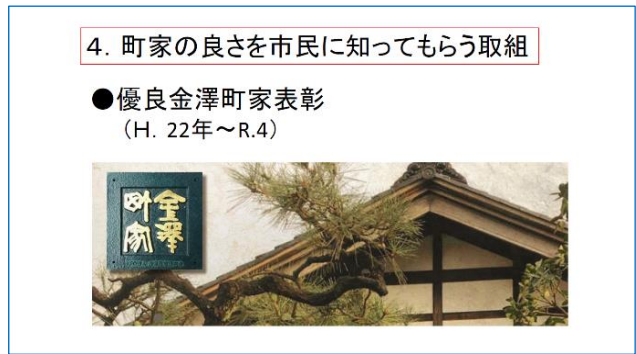 ４．町家の良さを市民に知ってもらう取組
●優良金澤町家表彰
（H．22年～R.4）
金澤
町家